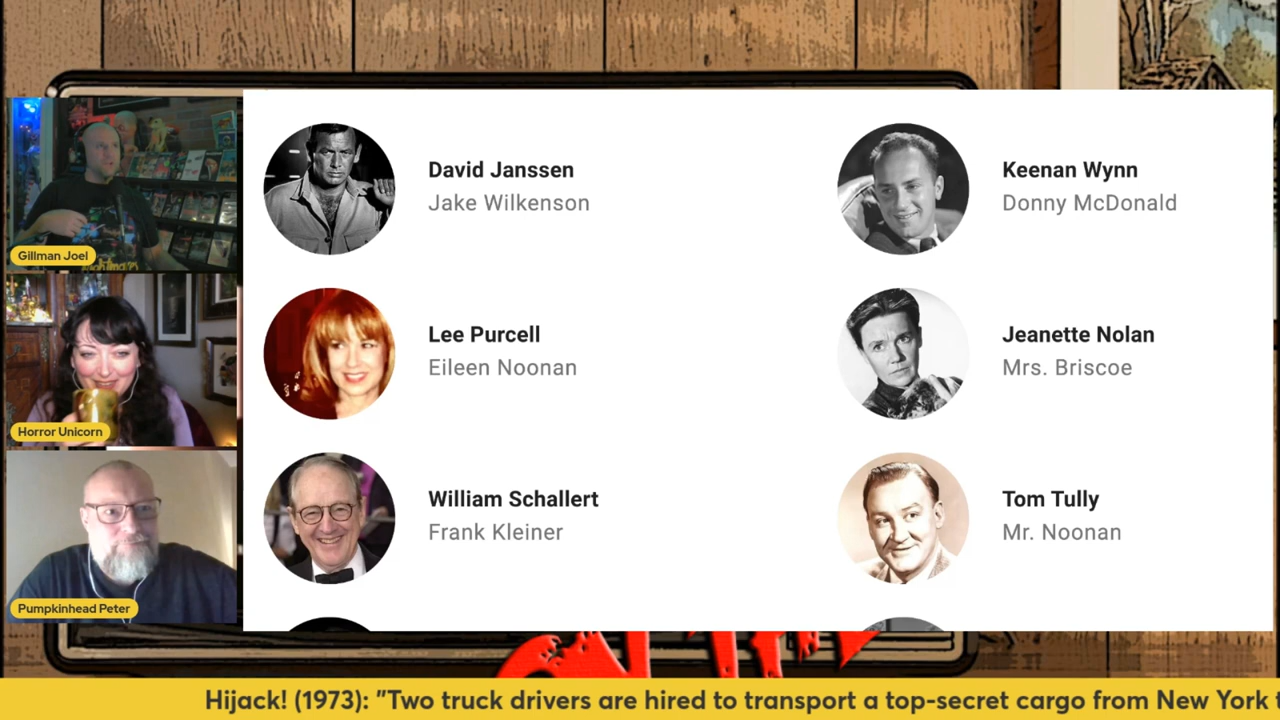 David Janssen
Jake Wilkenson
Keenan Wynn
Donny McDonald
Gillman Joel
Lee Purcell
Eileen Noonan
Jeanette Nolan
Mrs. Briscoe
Horror Unicorn
William Schallert
Frank Kleiner
Tom Tully
Mr. Noonan
Pumpkinhead Peter
Hijack! (1973): "Two truck drivers are hired to transport a top-secret cargo from New York